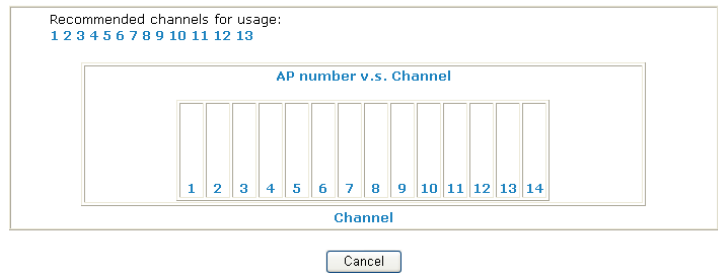 Recommended channels for usage:
1 2 3 4 5 6 7 8 9 10 11 12 13
AP number v.s. Channel
1 2 3 4 5 6 7 8 9 10 11 12 13 14
Channel
Cancel